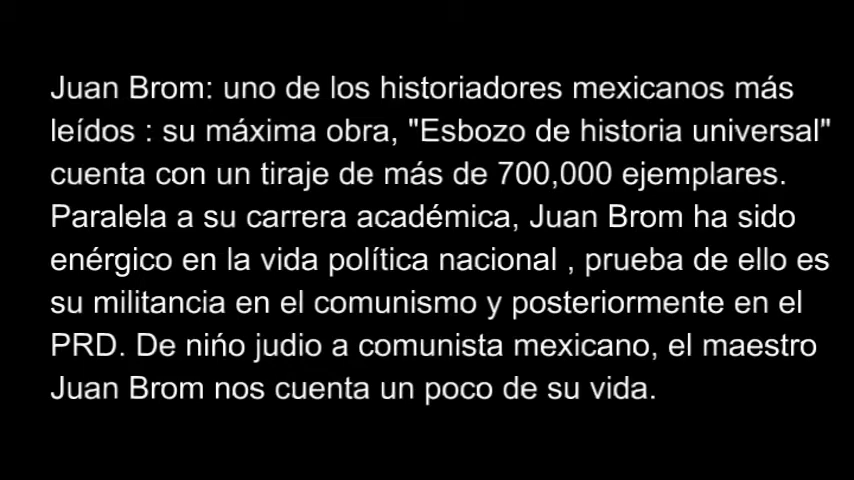 Juan Brom: uno de los historiadores mexicanos más
leídos : su máxima obra, "Esbozo de historia universal"
cuenta con un tiraje de más de 700,000 ejemplares.
Paralela a su carrera académica, Juan Brom ha sido
enérgico en la vida política nacional , prueba de ello es
su militancia en el comunismo y posteriormente en el
PRD. De nińo judio a comunista mexicano, el maestro
Juan Brom nos cuenta un poco de su vida.